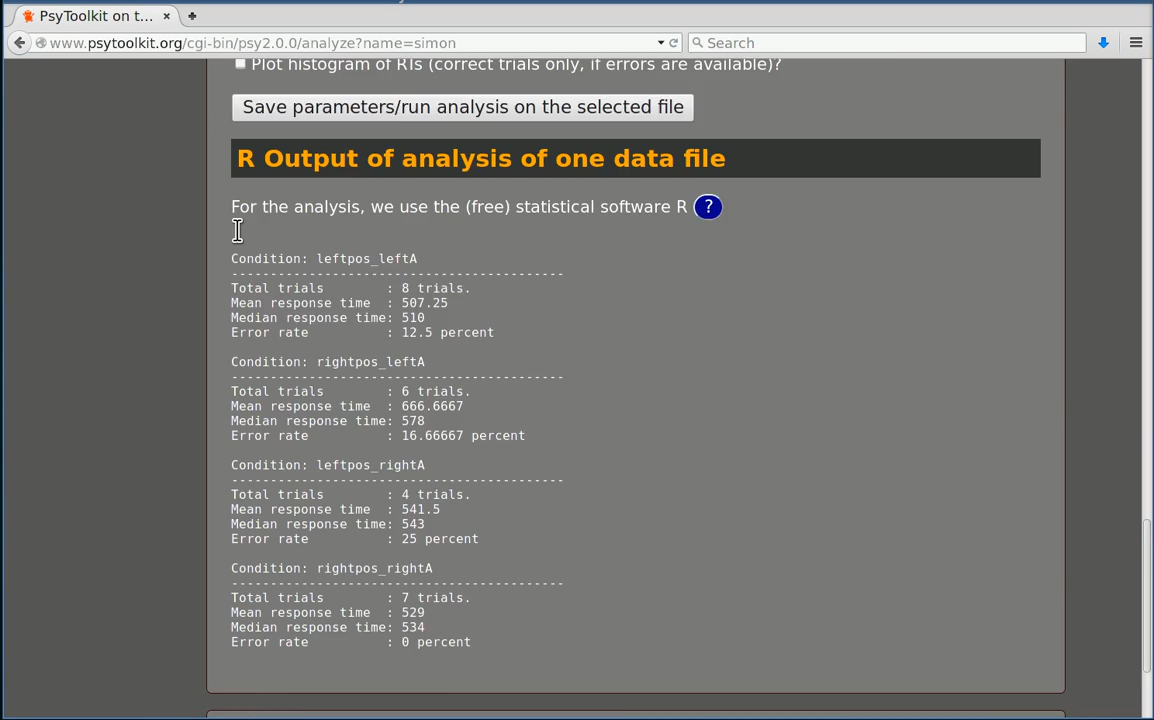 PsyToolkit on t...
www.psytoolkit.org/cgi-bin/psy2.0.0/analyze?name=simon
Search
Plot histogram of RIs (correct trials only, if errors are available)?
Save parameters/run analysis on the selected file
R Output of analysis of one data file
For the analysis, we use the (free) statistical software R ?
Condition: leftpos_leftA
-------------------------------------------
Total trials : 8 trials.
Mean response time : 507.25
Median response time: 510
Error rate : 12.5 percent
Condition: rightpos_leftA
-------------------------------------------
Total trials : 6 trials.
Mean response time : 666.6667
Median response time: 578
Error rate : 16.66667 percent
Condition: leftpos_rightA
-------------------------------------------
Total trials : 4 trials.
Mean response time : 541.5
Median response time: 543
Error rate : 25 percent
Condition: rightpos_rightA
-------------------------------------------
Total trials : 7 trials.
Mean response time : 529
Median response time: 534
Error rate : 0 percent